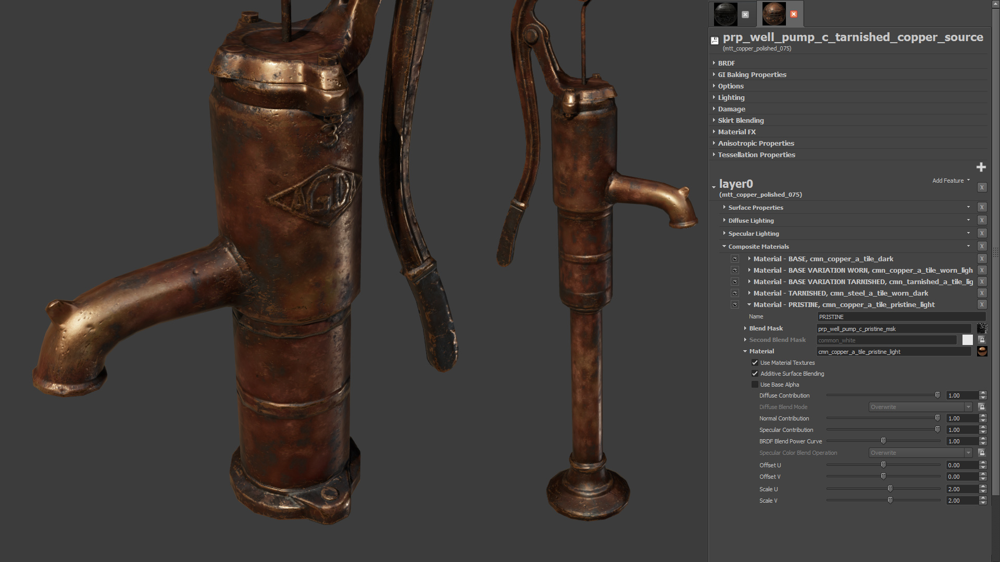 3
AGD
prp_well_pump_c_tarnished_copper_source
(mtt_copper_polished_075)
BRDF
GI Baking Properties
Options
Lighting
Damage
Skirt Blending
Material FX
Anisotropic Properties
Tessellation Properties
layer0
Add Feature
X
(mtt_copper_polished_075)
Surface Properties X
Diffuse Lighting X
Specular Lighting X
Composite Materials X
Material - BASE, cmn_copper_a_tile_dark X
Material - BASE VARIATION WORN, cmn_copper_a_tile_worn_ligh X
Material - BASE VARIATION TARNISHED, cmn_tarnished_a_tile_lig X
Material - TARNISHED, cmn_steel_a_tile_worn_dark X
Material - PRISTINE, cmn_copper_a_tile_pristine_light X
Name PRISTINE
Blend Mask prp_well_pump_c_pristine_msk
Second Blend Mask common_white
Material cmn_copper_a_tile_pristine_light
Use Material Textures
Additive Surface Blending
Use Base Alpha
Diffuse Contribution 1.00
Diffuse Blend Mode Overwrite
Normal Contribution 1.00
Specular Contribution 1.00
BRDF Blend Power Curve 1.00
Specular Color Blend Operation Overwrite
Offset U 0.00
Offset V 0.00
Scale U 2.00
Scale V 2.00